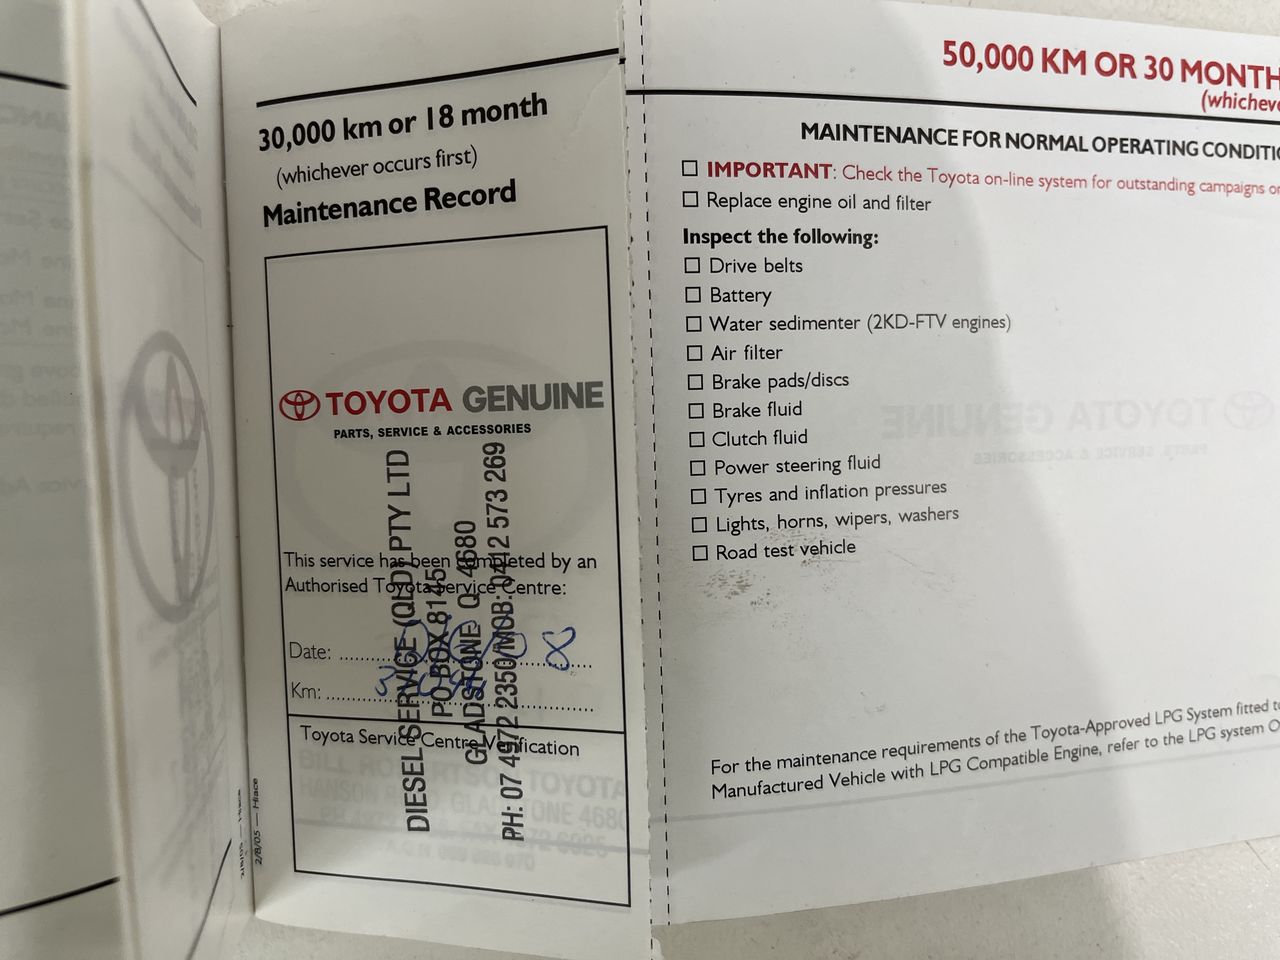 30,000 km or 18 month
(whichever occurs first)
Maintenance Record
TOYOTA GENUINE
PARTS, SERVICE & ACCESSORIES
This service has been completed by an
Authorised Toyota Service Centre:
Date:
Km:
Toyota Service Centre Verification
DIESEL SERVICE (QLD) PTY LTD
PO BOX 8145
GLADSTONE Q 4680
PH: 07 4972 2350/MOB: 0412 573 269
2/8/05 — Hiace
50,000 KM OR 30 MONTH
(whicheve
MAINTENANCE FOR NORMAL OPERATING CONDITIO
IMPORTANT: Check the Toyota on-line system for outstanding campaigns or
Replace engine oil and filter
Inspect the following:
Drive belts
Battery
Water sedimenter (2KD-FTV engines)
Air filter
Brake pads/discs
Brake fluid
Clutch fluid
Power steering fluid
Tyres and inflation pressures
Lights, horns, wipers, washers
Road test vehicle
For the maintenance requirements of the Toyota-Approved LPG System fitted to
Manufactured Vehicle with LPG Compatible Engine, refer to the LPG system O